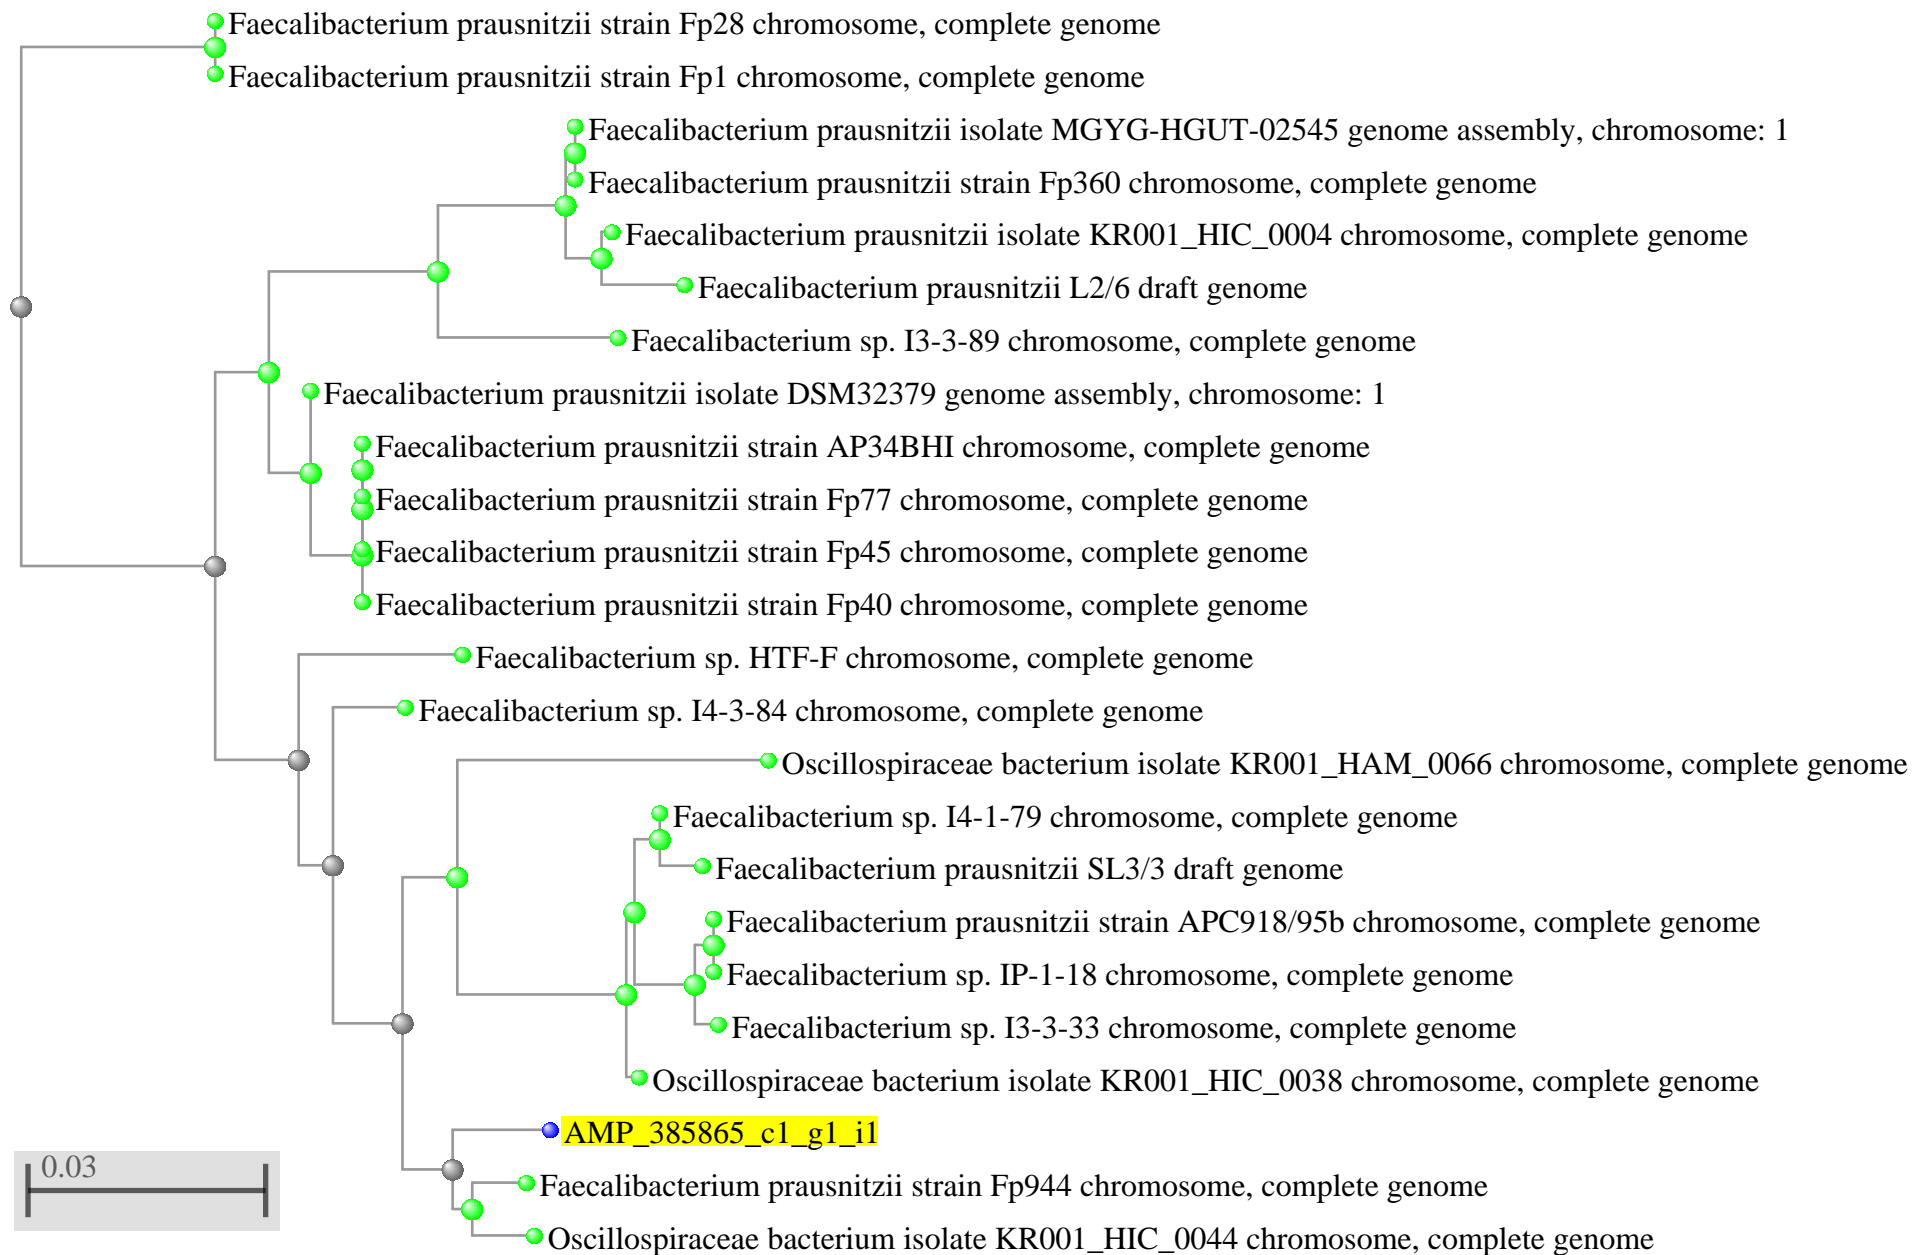 Faecalibacterium prausnitzii strain Fp28 chromosome, complete genome
Faecalibacterium prausnitzii strain Fp1 chromosome, complete genome
Faecalibacterium prausnitzii isolate MGYG-HGUT-02545 genome assembly, chromosome: 1
Faecalibacterium prausnitzii strain Fp360 chromosome, complete genome
Faecalibacterium prausnitzii isolate KR001_HIC_0004 chromosome, complete genome
Faecalibacterium prausnitzii L2/6 draft genome
Faecalibacterium sp. I3-3-89 chromosome, complete genome
Faecalibacterium prausnitzii isolate DSM32379 genome assembly, chromosome: 1
Faecalibacterium prausnitzii strain AP34BHI chromosome, complete genome
Faecalibacterium prausnitzii strain Fp77 chromosome, complete genome
Faecalibacterium prausnitzii strain Fp45 chromosome, complete genome
Faecalibacterium prausnitzii strain Fp40 chromosome, complete genome
Faecalibacterium sp. HTF-F chromosome, complete genome
Faecalibacterium sp. I4-3-84 chromosome, complete genome
Oscillospiraceae bacterium isolate KR001_HAM_0066 chromosome, complete genome
Faecalibacterium sp. I4-1-79 chromosome, complete genome
Faecalibacterium prausnitzii SL3/3 draft genome
Faecalibacterium prausnitzii strain APC918/95b chromosome, complete genome
Faecalibacterium sp. IP-1-18 chromosome, complete genome
Faecalibacterium sp. I3-3-33 chromosome, complete genome
Oscillospiraceae bacterium isolate KR001_HIC_0038 chromosome, complete genome
AMP_385865_c1_g1_i1
0.03
Faecalibacterium prausnitzii strain Fp944 chromosome, complete genome
Oscillospiraceae bacterium isolate KR001_HIC_0044 chromosome, complete genome